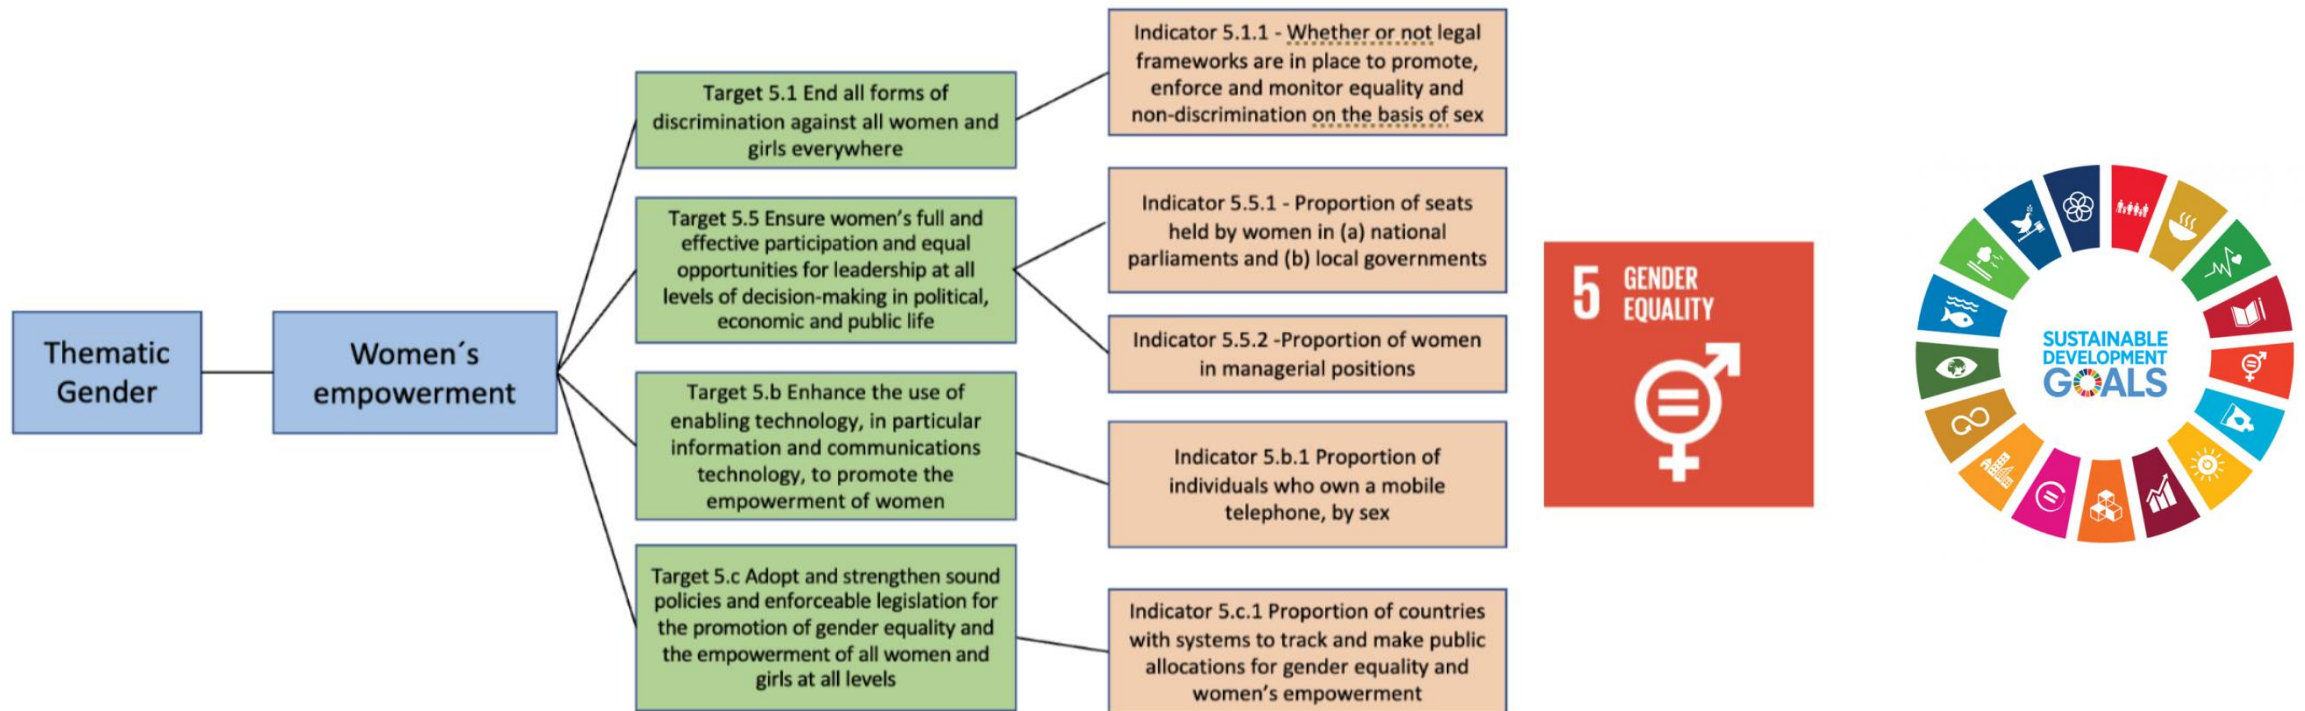 Thematic
Gender
Women´s
empowerment
Target 5.1 End all forms of
discrimination against all women and
girls everywhere
Target 5.5 Ensure women’s full and
effective participation and equal
opportunities for leadership at all
levels of decision-making in political,
economic and public life
Target 5.b Enhance the use of
enabling technology, in particular
information and communications
technology, to promote the
empowerment of women
Target 5.c Adopt and strengthen sound
policies and enforceable legislation for
the promotion of gender equality and
the empowerment of all women and
girls at all levels
Indicator 5.1.1 - Whether or not legal
frameworks are in place to promote,
enforce and monitor equality and
non-discrimination on the basis of sex
Indicator 5.5.1 - Proportion of seats
held by women in (a) national
parliaments and (b) local governments
Indicator 5.5.2 -Proportion of women
in managerial positions
Indicator 5.b.1 Proportion of
individuals who own a mobile
telephone, by sex
Indicator 5.c.1 Proportion of countries
with systems to track and make public
allocations for gender equality and
women’s empowerment
5 GENDER
EQUALITY
SUSTAINABLE
DEVELOPMENT
GOALS